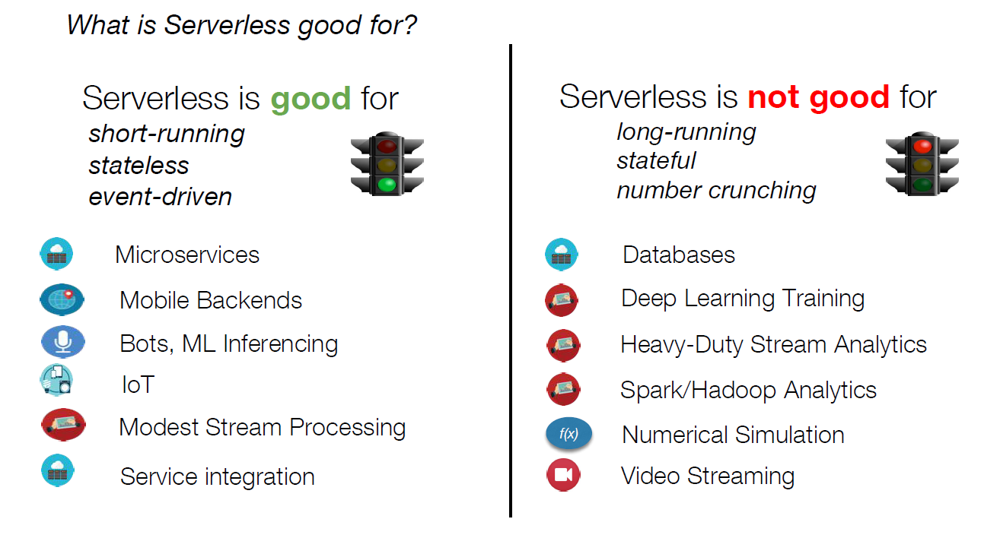 What is Serverless good for?
Serverless is good for
short-running
stateless
event-driven
Microservices
Mobile Backends
Bots, ML Inferencing
IoT
Modest Stream Processing
Service integration
Serverless is not good for
long-running
stateful
number crunching
Databases
Deep Learning Training
Heavy-Duty Stream Analytics
Spark/Hadoop Analytics
f(x) Numerical Simulation
Video Streaming